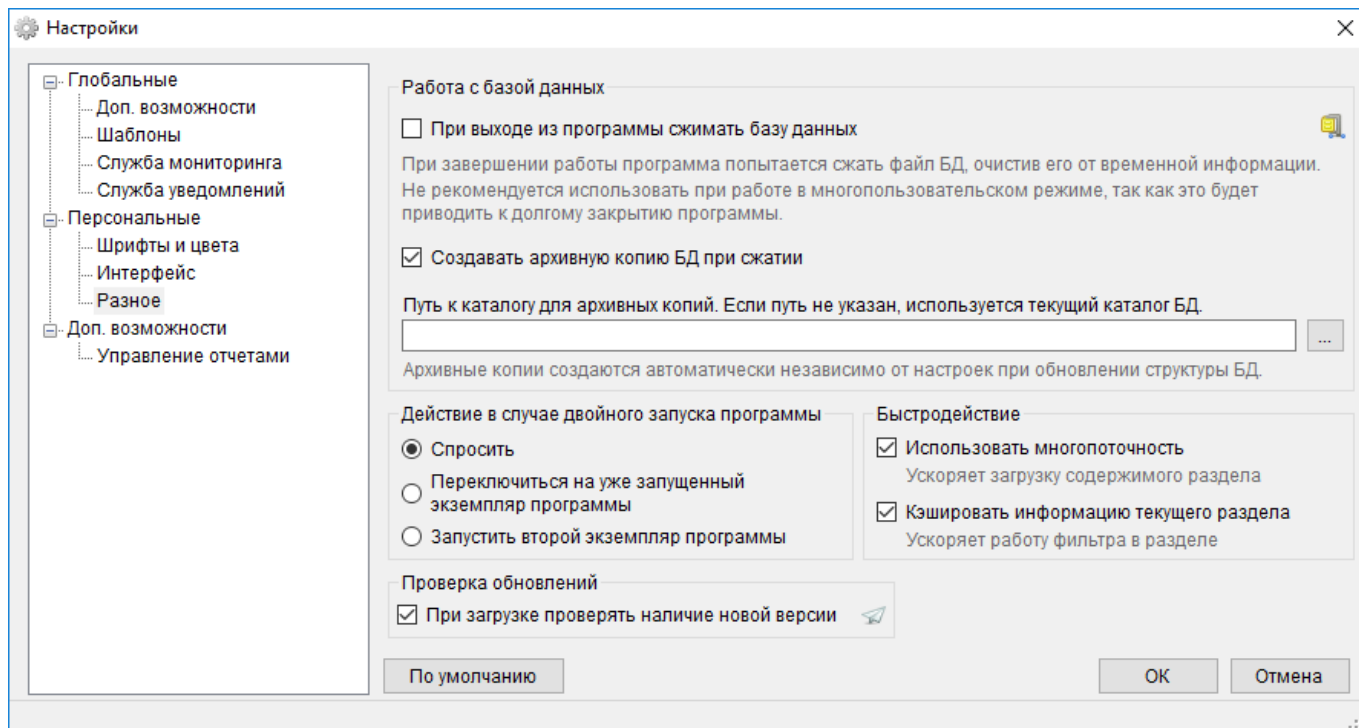 Настройки
Глобальные
Доп. возможности
Шаблоны
Служба мониторинга
Служба уведомлений
Персональные
Шрифты и цвета
Интерфейс
Разное
Доп. возможности
Управление отчетами
Работа с базой данных
При выходе из программы сжимать базу данных
При завершении работы программа попытается сжать файл БД, очистив его от временной информации.
Не рекомендуется использовать при работе в многопользовательском режиме, так как это будет
приводить к долгому закрытию программы.
Создавать архивную копию БД при сжатии
Путь к каталогу для архивных копий. Если путь не указан, используется текущий каталог БД.
...
Архивные копии создаются автоматически независимо от настроек при обновлении структуры БД.
Действие в случае двойного запуска программы
Спросить
Переключиться на уже запущенный
экземпляр программы
Запустить второй экземпляр программы
Быстродействие
Использовать многопоточность
Ускоряет загрузку содержимого раздела
Кэшировать информацию текущего раздела
Ускоряет работу фильтра в разделе
Проверка обновлений
При загрузке проверять наличие новой версии
По умолчанию
ОК
Отмена